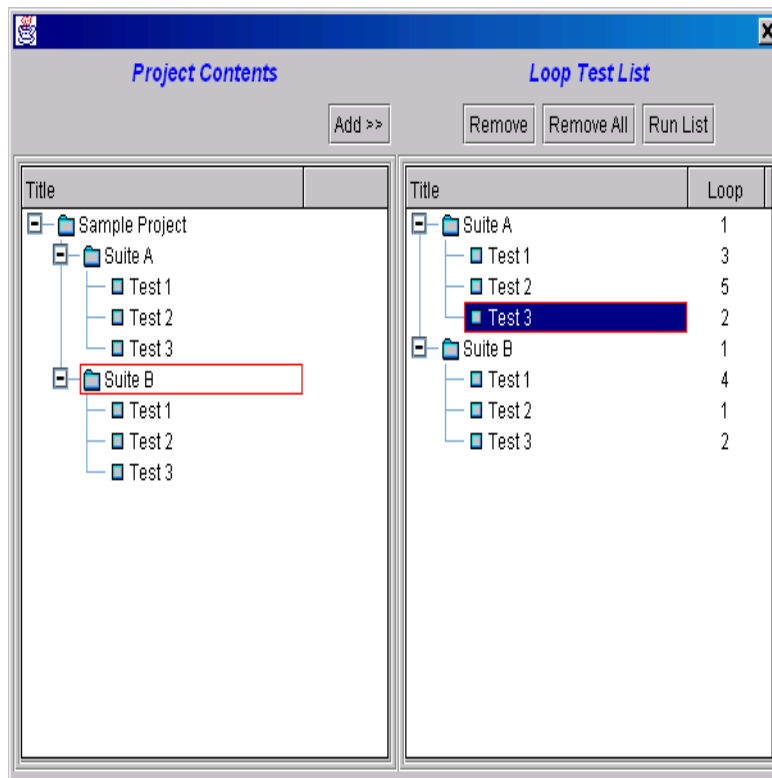 Project Contents
Loop Test List
Add >>
Remove
Remove All
Run List
Title
Sample Project
Suite A
Test 1
Test 2
Test 3
Suite B
Test 1
Test 2
Test 3
Title Loop
Suite A 1
Test 1 3
Test 2 5
Test 3 2
Suite B 1
Test 1 4
Test 2 1
Test 3 2